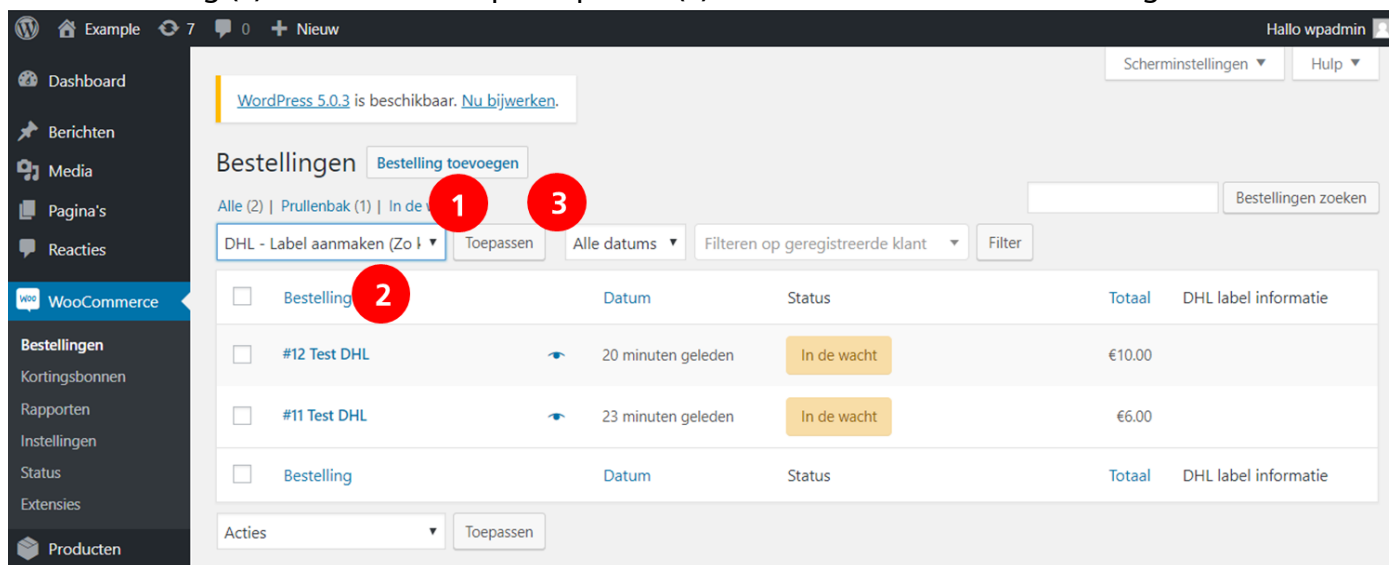 Example 7 0 Nieuw Hallo wpadmin
Scherminstellingen Hulp
Dashboard
WordPress 5.0.3 is beschikbaar. Nu bijwerken.
Berichten
Media
Bestellingen Bestelling toevoegen
Pagina's
Alle (2) | Prullenbak (1) | In de 1 3 Bestellingen zoeken
Reacties
DHL - Label aanmaken (Zo Toepassen Alle datums Filteren op geregistreerde klant Filter
WooCommerce
Bestelling 2 Datum Status Totaal DHL label informatie
Bestellingen
#12 Test DHL 20 minuten geleden In de wacht €10.00
Kortingsbonnen
Rapporten
#11 Test DHL 23 minuten geleden In de wacht €6.00
Instellingen
Status
Bestelling Datum Status Totaal DHL label informatie
Extensies
Acties Toepassen
Producten